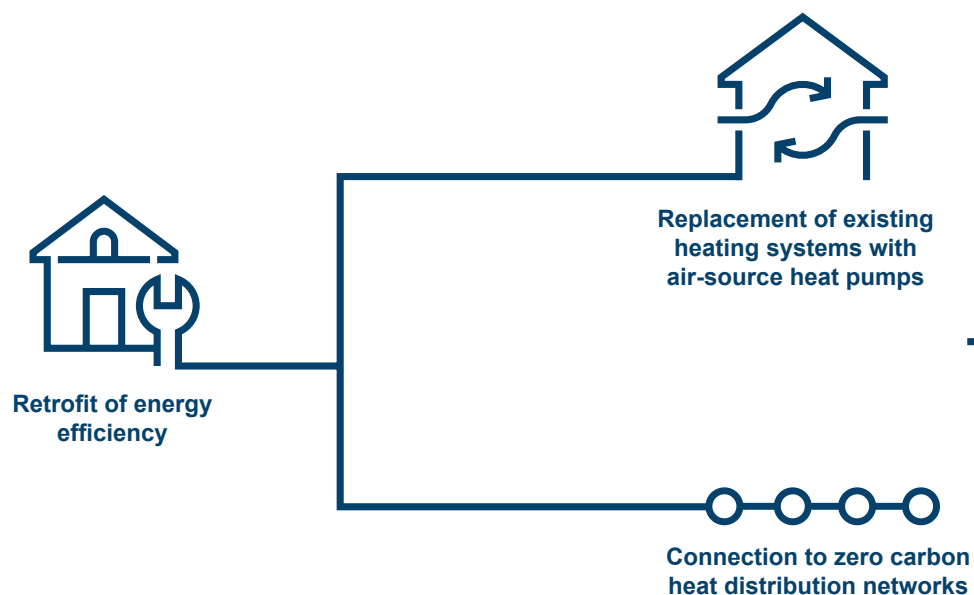 Replacement of existing
heating systems with
air-source heat pumps
Retrofit of energy
efficiency
Connection to zero carbon
heat distribution networks